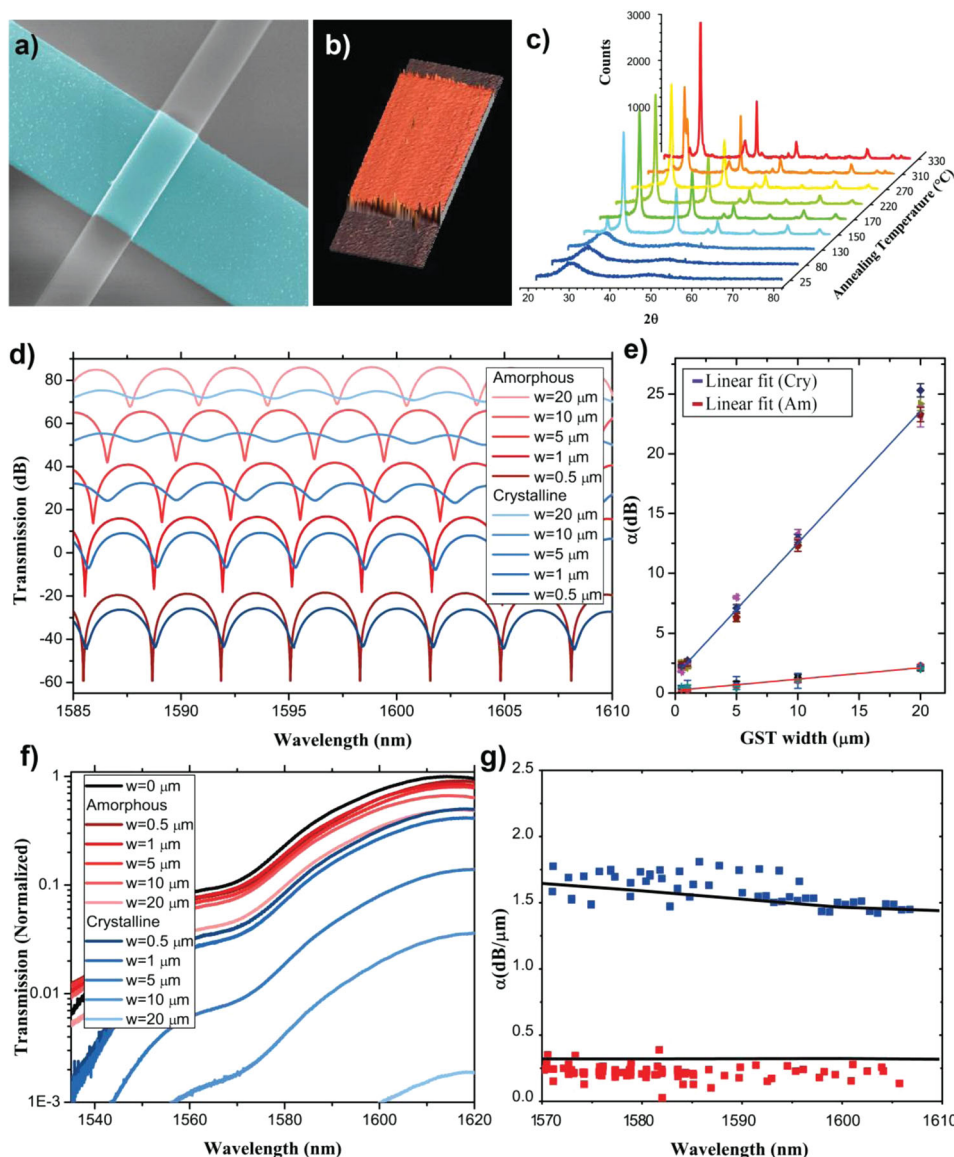 a)
b)
c)
Counts
3000
2000
1000
0
20 30 40 50 60 70 80
2θ
25
80
130
150
170
220
270
310
330
Annealing Temperature (°C)
d)
Transmission (dB)
80
60
40
20
0
-20
-40
-60
1585 1590 1595 1600 1605 1610
Wavelength (nm)
Amorphous
w=20 μm
w=10 μm
w=5 μm
w=1 μm
w=0.5 μm
Crystalline
w=20 μm
w=10 μm
w=5 μm
w=1 μm
w=0.5 μm
e)
α(dB)
25
20
15
10
5
0
0 5 10 15 20
GST width (μm)
Linear fit (Cry)
Linear fit (Am)
f)
Transmission (Normalized)
1
0.1
0.01
1E-3
1540 1560 1580 1600 1620
Wavelength (nm)
w=0 μm
Amorphous
w=0.5 μm
w=1 μm
w=5 μm
w=10 μm
w=20 μm
Crystalline
w=0.5 μm
w=1 μm
w=5 μm
w=10 μm
w=20 μm
g)
α(dB/μm)
2.5
2.0
1.5
1.0
0.5
0.0
1570 1580 1590 1600 1610
Wavelength (nm)